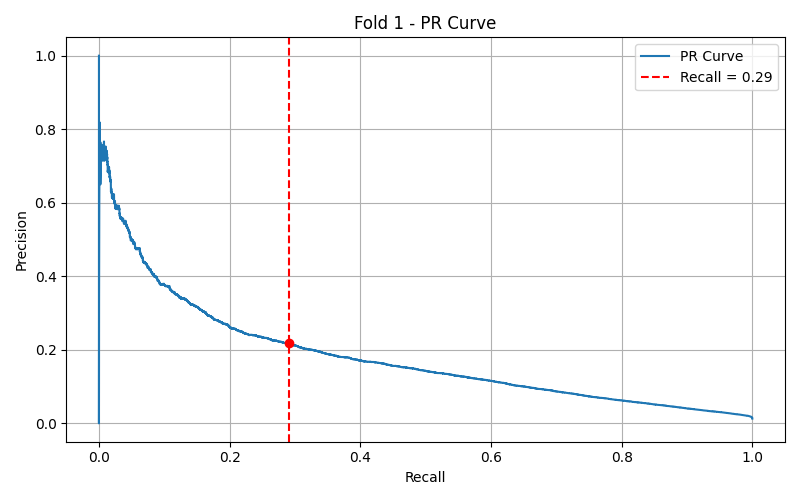 Fold 1 - PR Curve
PR Curve
Recall = 0.29
1.0
0.8
0.6
0.4
0.2
0.0
Precision
0.0 0.2 0.4 0.6 0.8 1.0
Recall